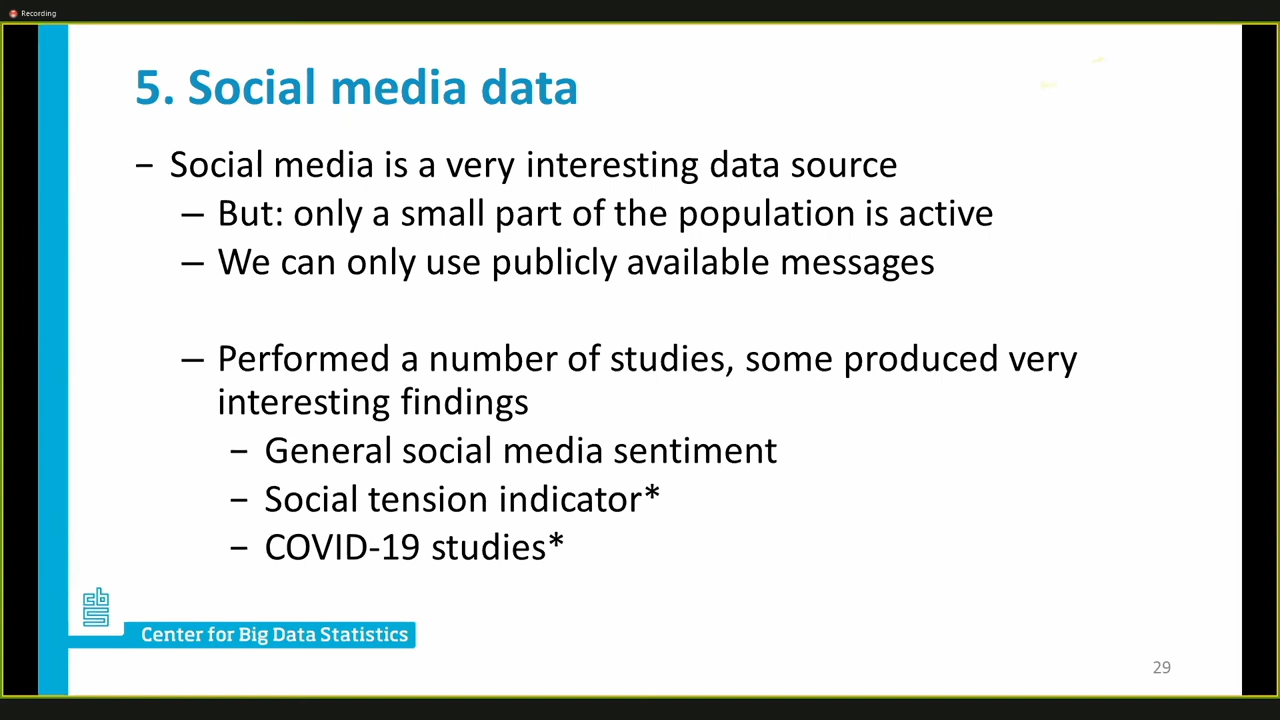 Recording
5. Social media data
− Social media is a very interesting data source
– But: only a small part of the population is active
– We can only use publicly available messages
– Performed a number of studies, some produced very
interesting findings
− General social media sentiment
− Social tension indicator*
− COVID-19 studies*
cbs
Center for Big Data Statistics
29